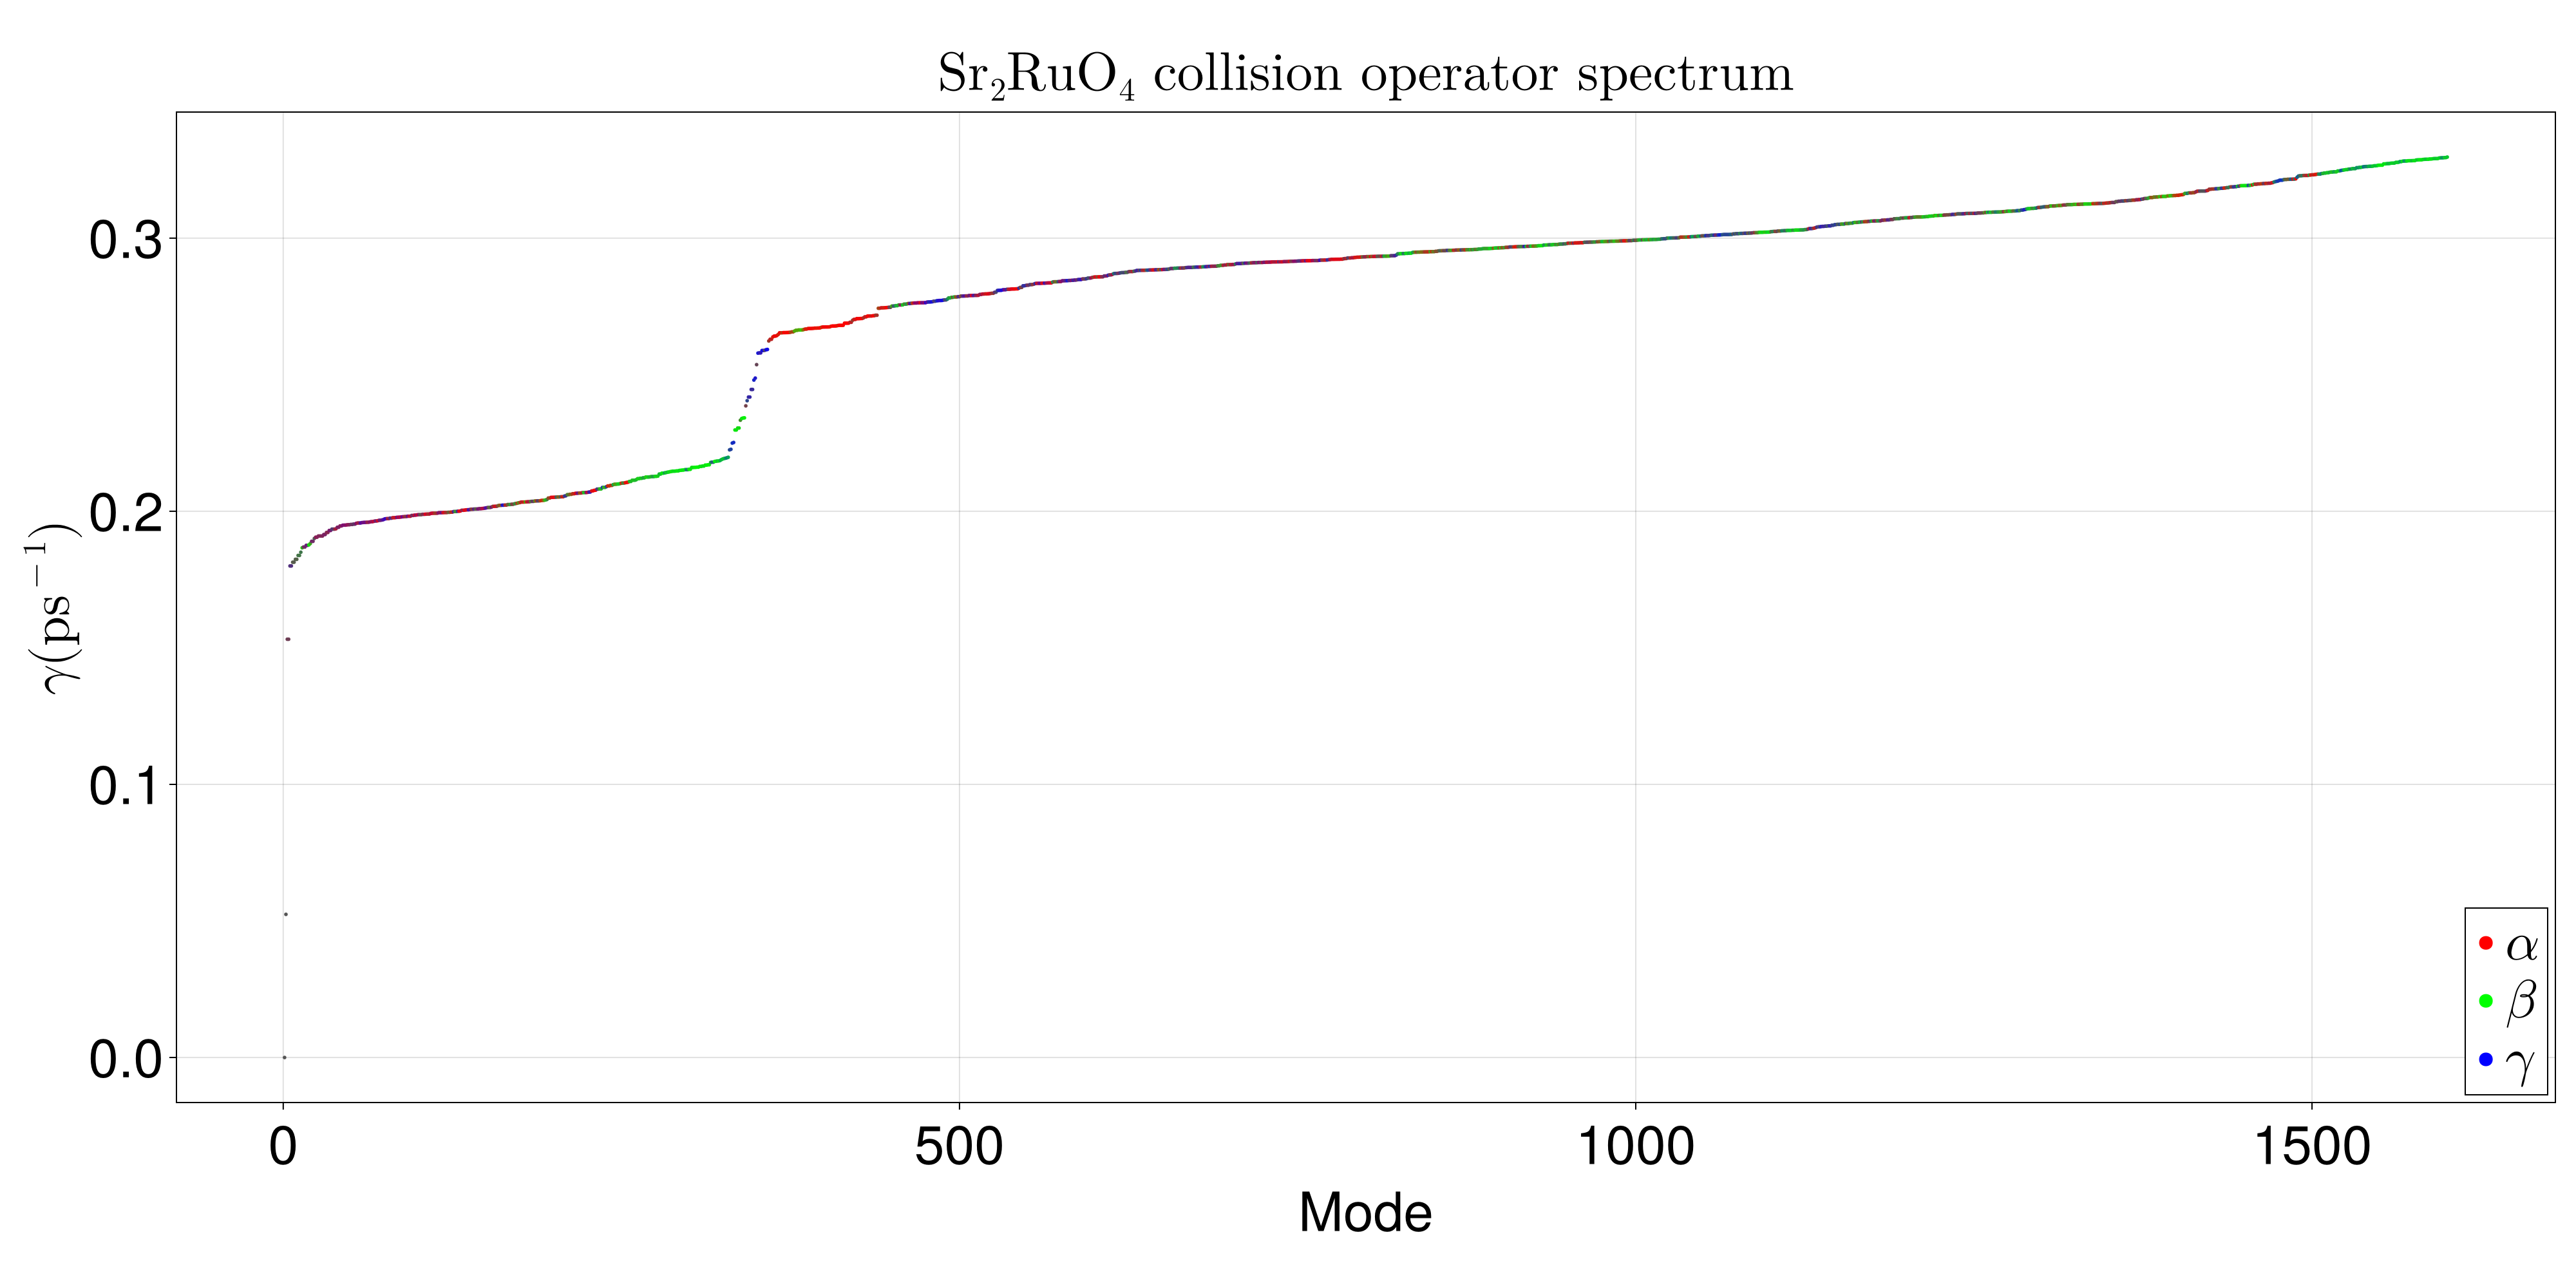 Sr₂RuO₄ collision operator spectrum
γ(ps⁻¹)
0.3
0.2
0.1
0.0
0 500 1000 1500
Mode
α
β
γ